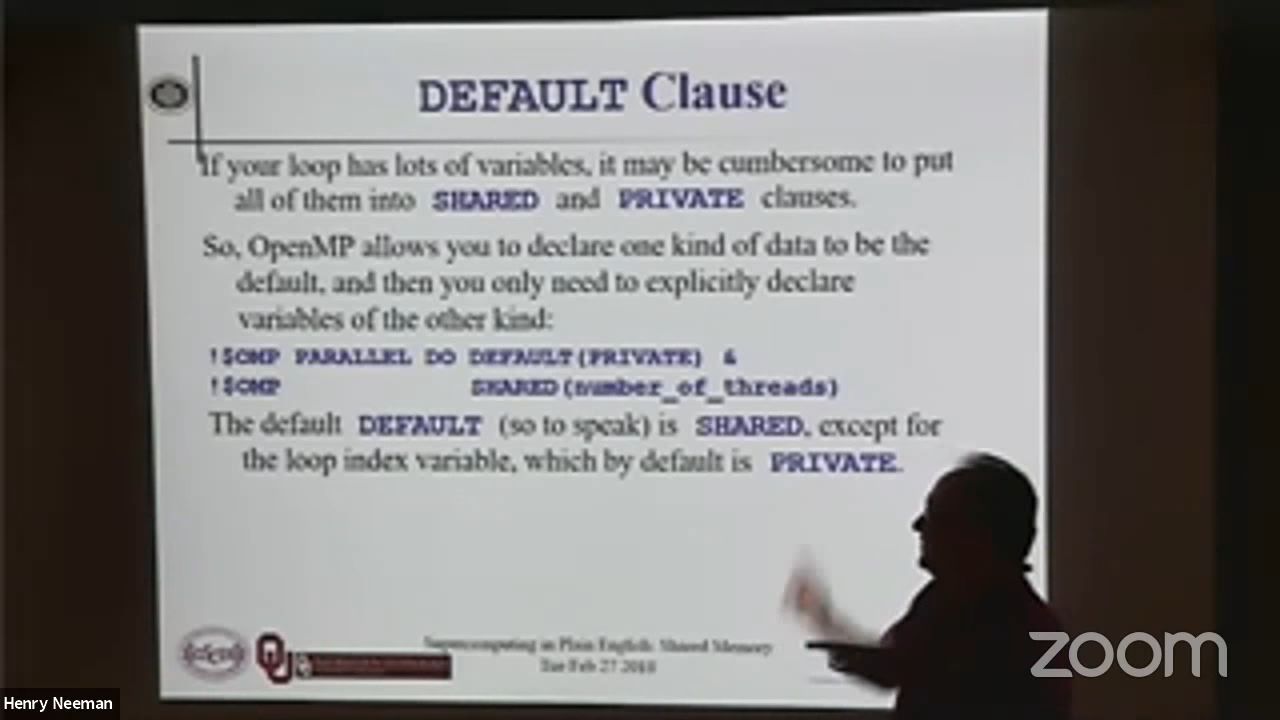 DEFAULT Clause
If your loop has lots of variables, it may be cumbersome to put
all of them into SHARED and PRIVATE clauses.
So, OpenMP allows you to declare one kind of data to be the
default, and then you only need to explicitly declare
variables of the other kind:
!$OMP PARALLEL DO DEFAULT(PRIVATE) &
!$OMP SHARED(number_of_threads)
The default DEFAULT (so to speak) is SHARED, except for
the loop index variable, which by default is PRIVATE.
Supercomputing in Plain English: Shared Memory
Tue Feb 27 2018
zoom
Henry Neeman